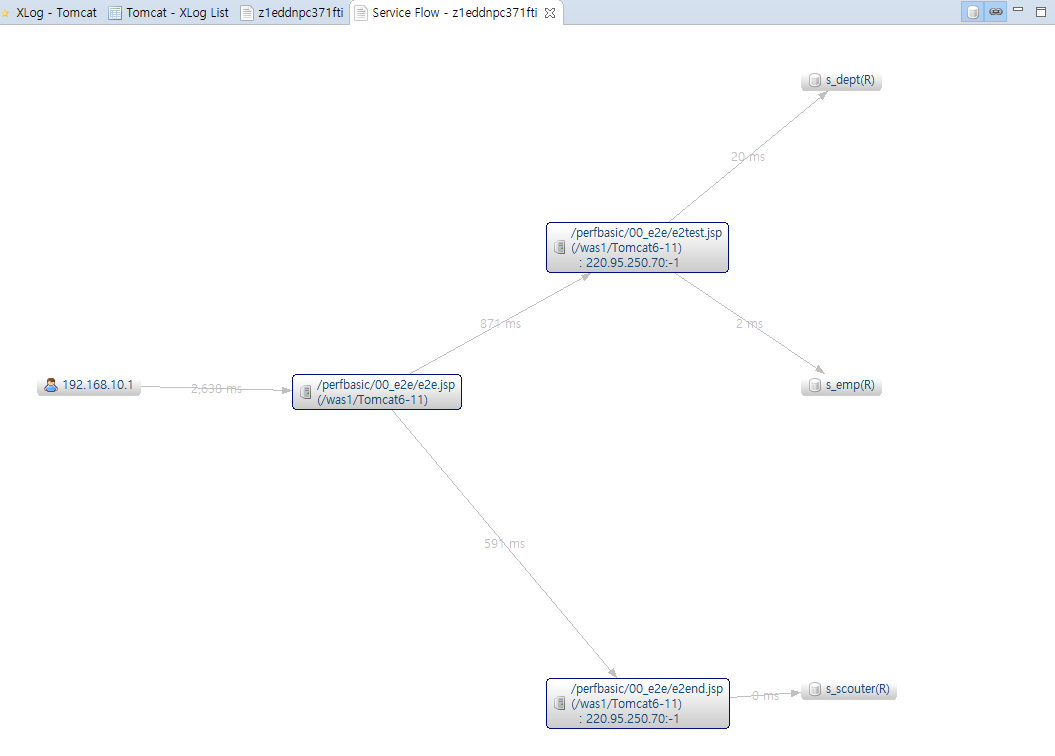 XLog - Tomcat
Tomcat - XLog List
z1eddnpc371fti
Service Flow - z1eddnpc371fti
s_dept(R)
20 ms
/perfbasic/00_e2e/e2test.jsp
(/was1/Tomcat6-11)
: 220.95.250.70:-1
871 ms
2 ms
192.168.10.1
2,638 ms
/perfbasic/00_e2e/e2e.jsp
(/was1/Tomcat6-11)
s_emp(R)
591 ms
/perfbasic/00_e2e/e2end.jsp
(/was1/Tomcat6-11)
: 220.95.250.70:-1
0 ms
s_scouter(R)